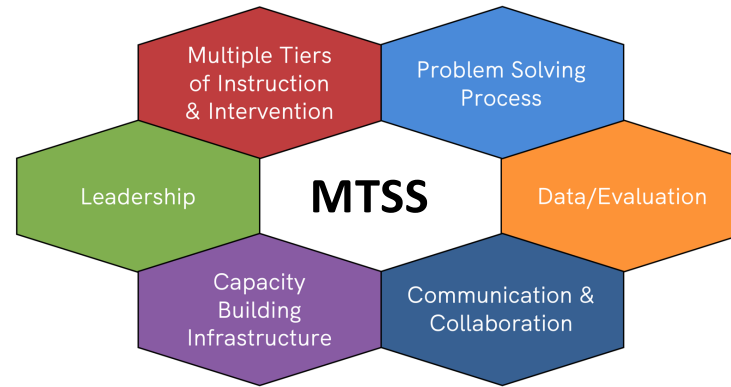 Multiple Tiers
of Instruction
& Intervention
Problem Solving
Process
Leadership
MTSS
Data/Evaluation
Capacity
Building
Infrastructure
Communication &
Collaboration